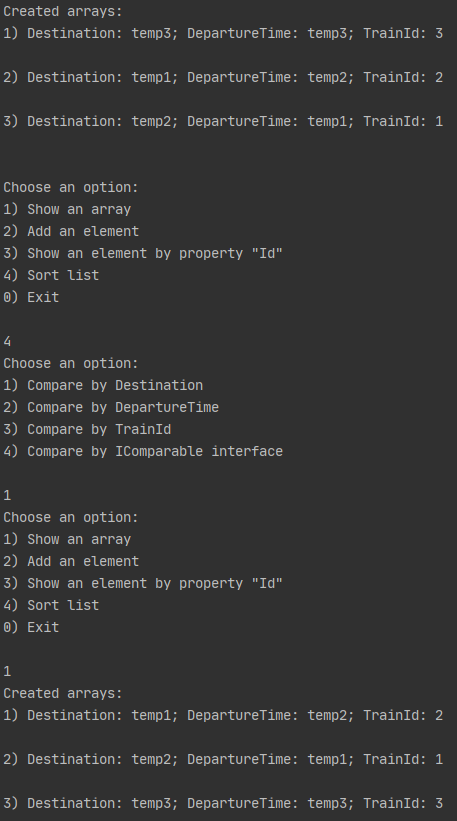 Created arrays:
1) Destination: temp3; DepartureTime: temp3; TrainId: 3
2) Destination: temp1; DepartureTime: temp2; TrainId: 2
3) Destination: temp2; DepartureTime: temp1; TrainId: 1
Choose an option:
1) Show an array
2) Add an element
3) Show an element by property "Id"
4) Sort list
0) Exit
4
Choose an option:
1) Compare by Destination
2) Compare by DepartureTime
3) Compare by TrainId
4) Compare by IComparable interface
1
Choose an option:
1) Show an array
2) Add an element
3) Show an element by property "Id"
4) Sort list
0) Exit
1
Created arrays:
1) Destination: temp1; DepartureTime: temp2; TrainId: 2
2) Destination: temp2; DepartureTime: temp1; TrainId: 1
3) Destination: temp3; DepartureTime: temp3; TrainId: 3